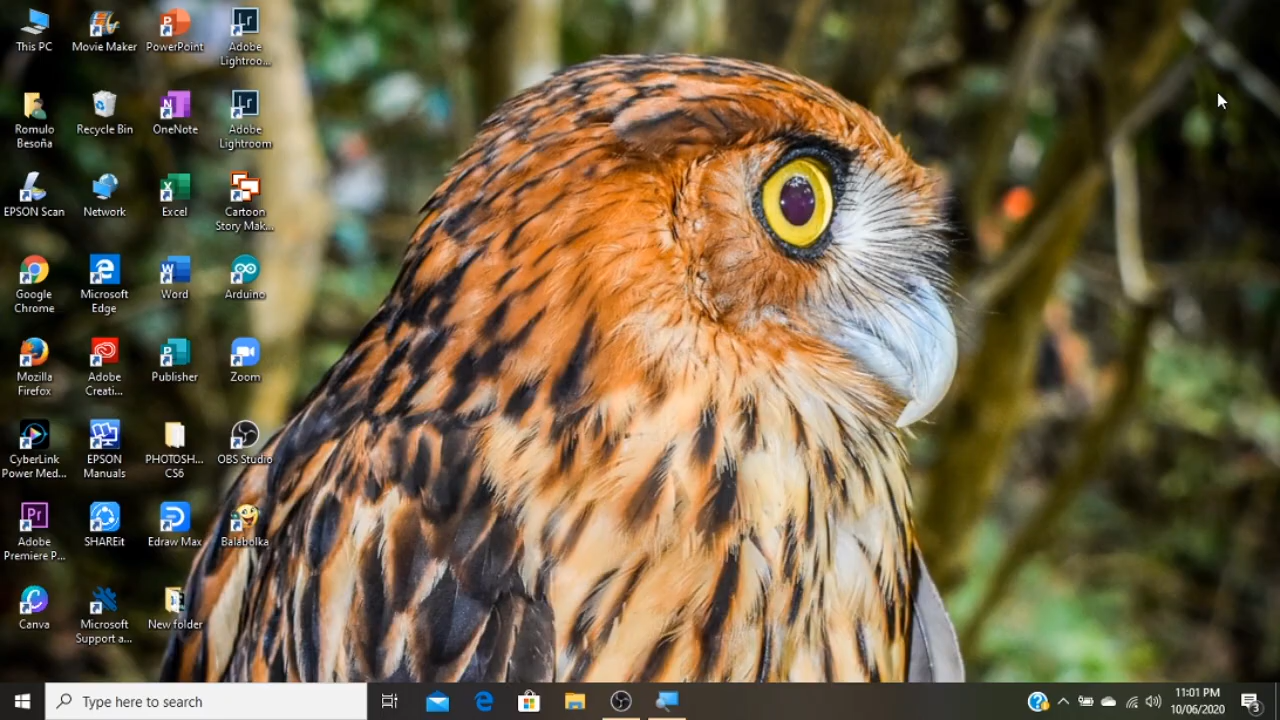 This PC
Movie Maker
PowerPoint
Adobe
Lightroo...
Romulo
Besoña
Recycle Bin
OneNote
Adobe
Lightroom
EPSON Scan
Network
Excel
Cartoon
Story Mak...
Google
Chrome
Microsoft
Edge
Word
Arduino
Mozilla
Firefox
Adobe
Creati...
Publisher
Zoom
CyberLink
Power Med...
EPSON
Manuals
PHOTOSH...
CS6
OBS Studio
Adobe
Premiere P...
SHAREit
Edraw Max
Balabolka
Canva
Microsoft
Support a...
New folder
Type here to search
11:01 PM
10/06/2020
3